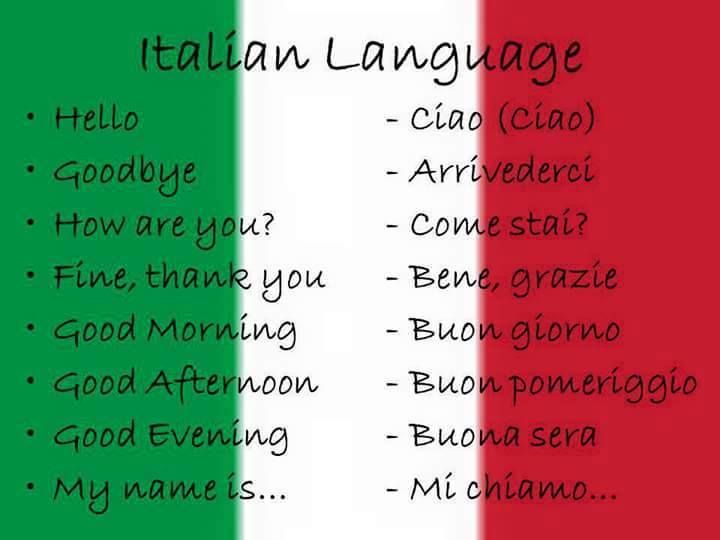 Italian Language
• Hello - Ciao (Ciao)
• Goodbye - Arrivederci
• How are you? - Come stai?
• Fine, thank you - Bene, grazie
• Good Morning - Buon giorno
• Good Afternoon - Buon pomeriggio
• Good Evening - Buona sera
• My name is... - Mi chiamo...